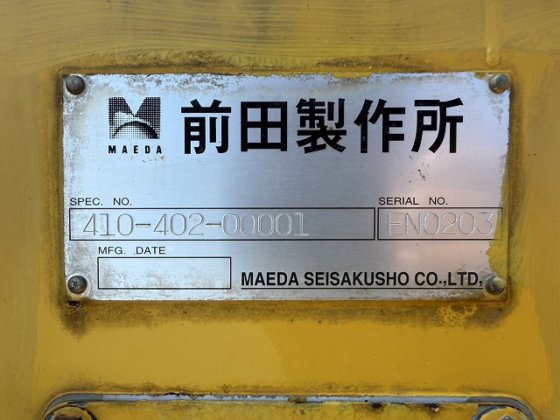 MAEDA
前田製作所
SPEC. NO.
410-402-00001
SERIAL NO.
EN0203
MFG. .DATE
MAEDA SEISAKUSHO CO.,LTD,